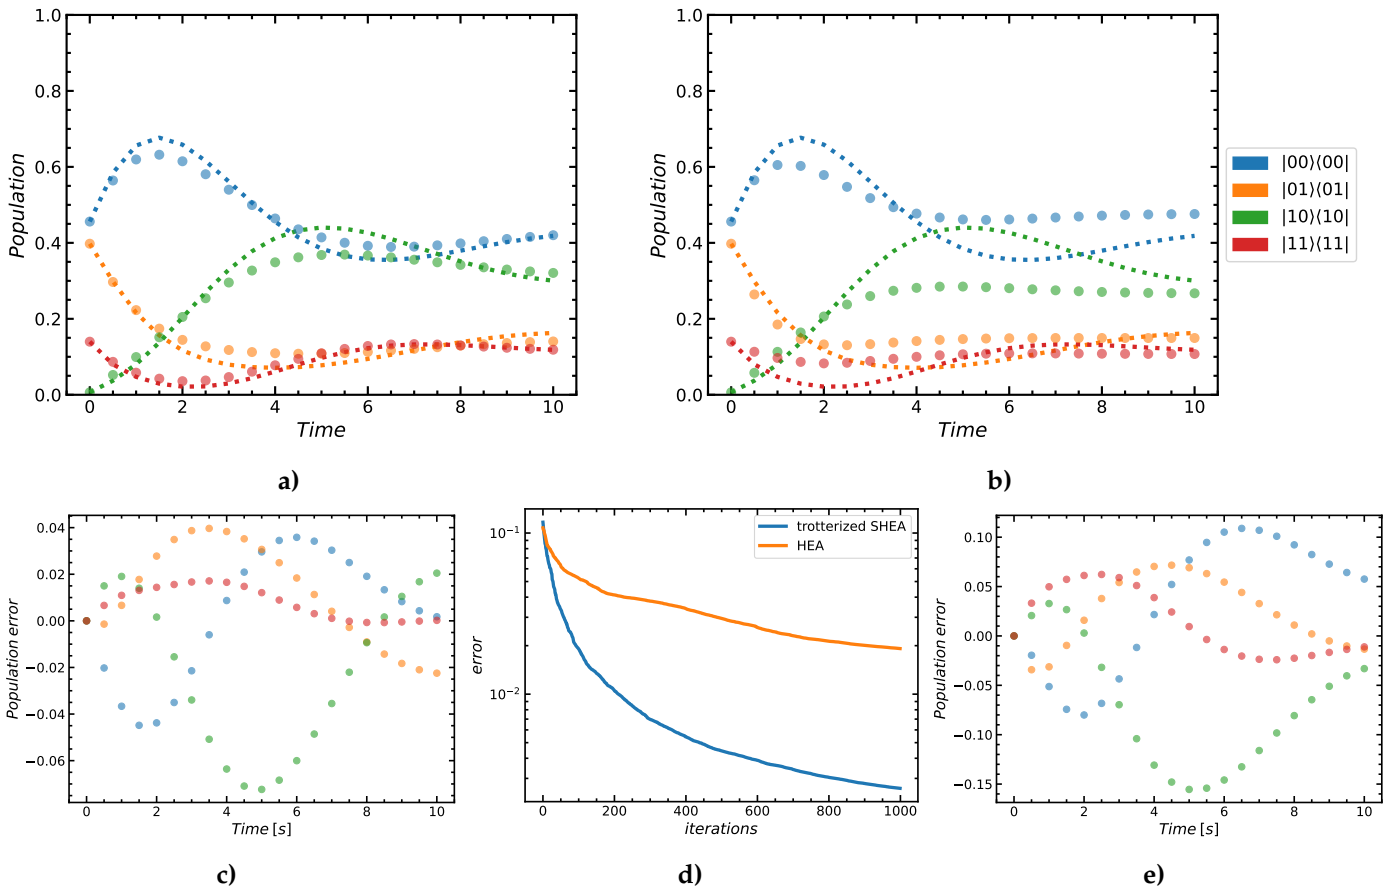 1.0
0.8
0.6
0.4
0.2
0.0
Population
0 2 4 6 8 10
Time
a)
1.0
0.8
0.6
0.4
0.2
0.0
Population
0 2 4 6 8 10
Time
b)
|00⟩⟨00|
|01⟩⟨01|
|10⟩⟨10|
|11⟩⟨11|
0.04
0.02
0.00
−0.02
−0.04
−0.06
Population error
0 2 4 6 8 10
Time [s]
c)
10⁻¹
10⁻²
error
trotterized SHEA
HEA
0 200 400 600 800 1000
iterations
d)
0.10
0.05
0.00
−0.05
−0.10
−0.15
Population error
0 2 4 6 8 10
Time [s]
e)